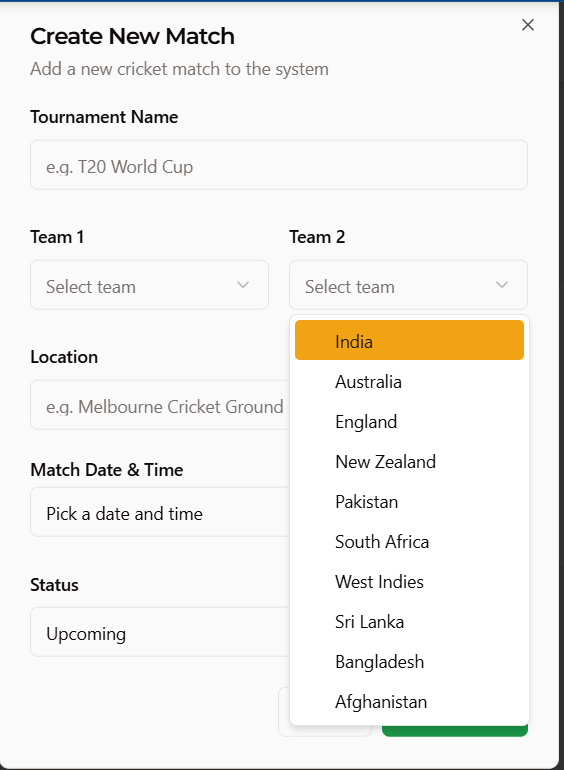 Create New Match
Add a new cricket match to the system
Tournament Name
e.g. T20 World Cup
Team 1
Team 2
Select team
Select team
India
Australia
England
New Zealand
Pakistan
South Africa
West Indies
Sri Lanka
Bangladesh
Afghanistan
Location
e.g. Melbourne Cricket Ground
Match Date & Time
Pick a date and time
Status
Upcoming